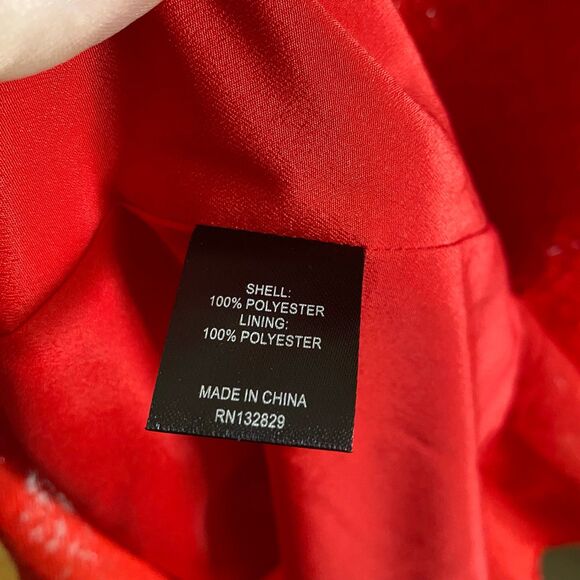 SHELL:
100% POLYESTER
LINING:
100% POLYESTER
MADE IN CHINA
RN132829